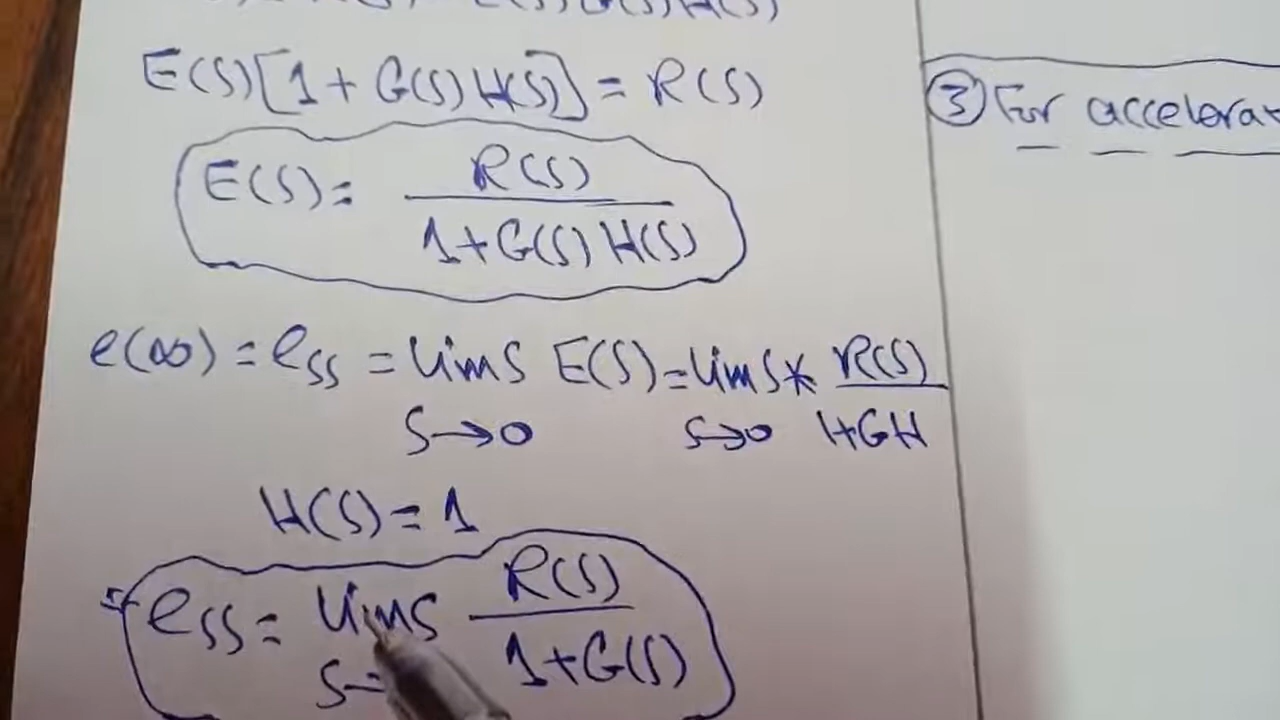 E(S)[1+G(S)H(S)] = R(S)
E(S) = R(S)
1+G(S)H(S)
e(∞) = ess = lim S E(S) = lim S * R(S)
S→0 S→0 1+GH
H(S) = 1
ess = lim S R(S)
S→ 1+G(S)
③ For accelerat